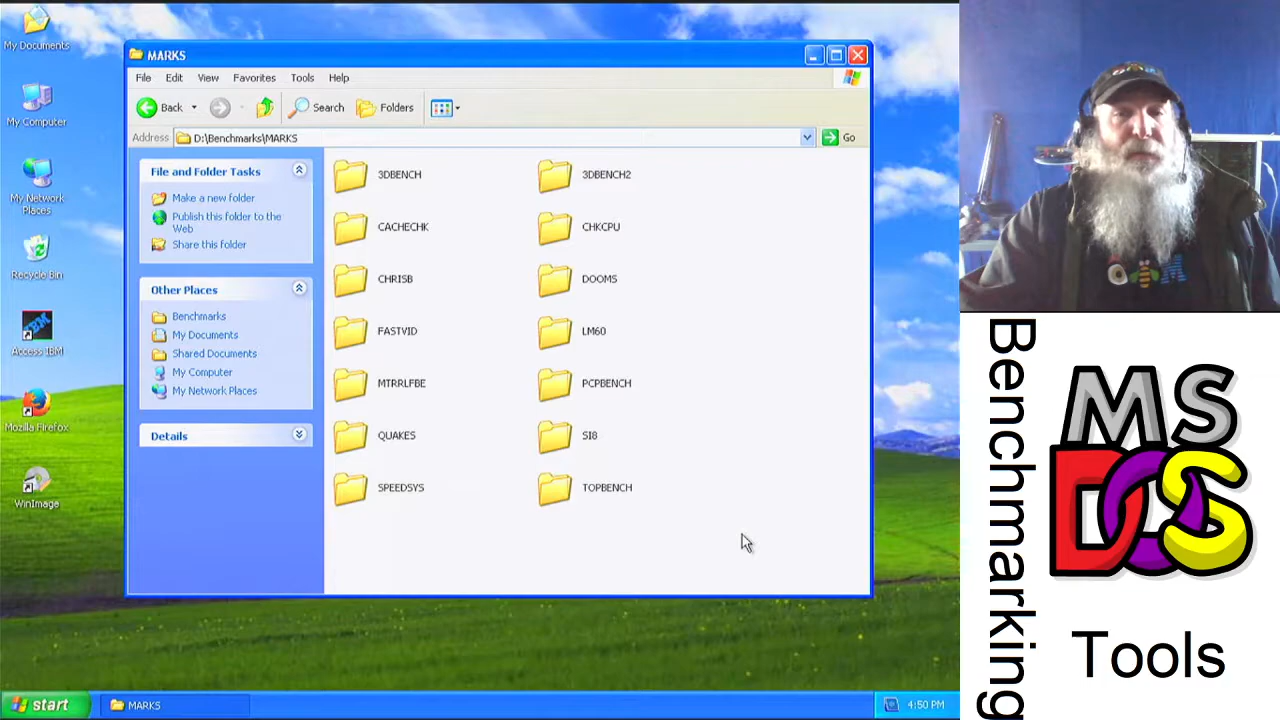 My Documents
My Computer
My Network
Places
Recycle Bin
IBM
Access IBM
Mozilla Firefox
WinImage
MARKS
File Edit View Favorites Tools Help
Back Search Folders
Address D:\Benchmarks\MARKS Go
File and Folder Tasks
Make a new folder
Publish this folder to the
Web
Share this folder
Other Places
Benchmarks
My Documents
Shared Documents
My Computer
My Network Places
Details
3DBENCH 3DBENCH2
CACHECHK CHKCPU
CHRISB DOOMS
FASTVID LM60
MTRRLFBE PCPBENCH
QUAKES SI8
SPEEDSYS TOPBENCH
start MARKS 4:50 PM
Benchmarking
MS
DOS
Tools